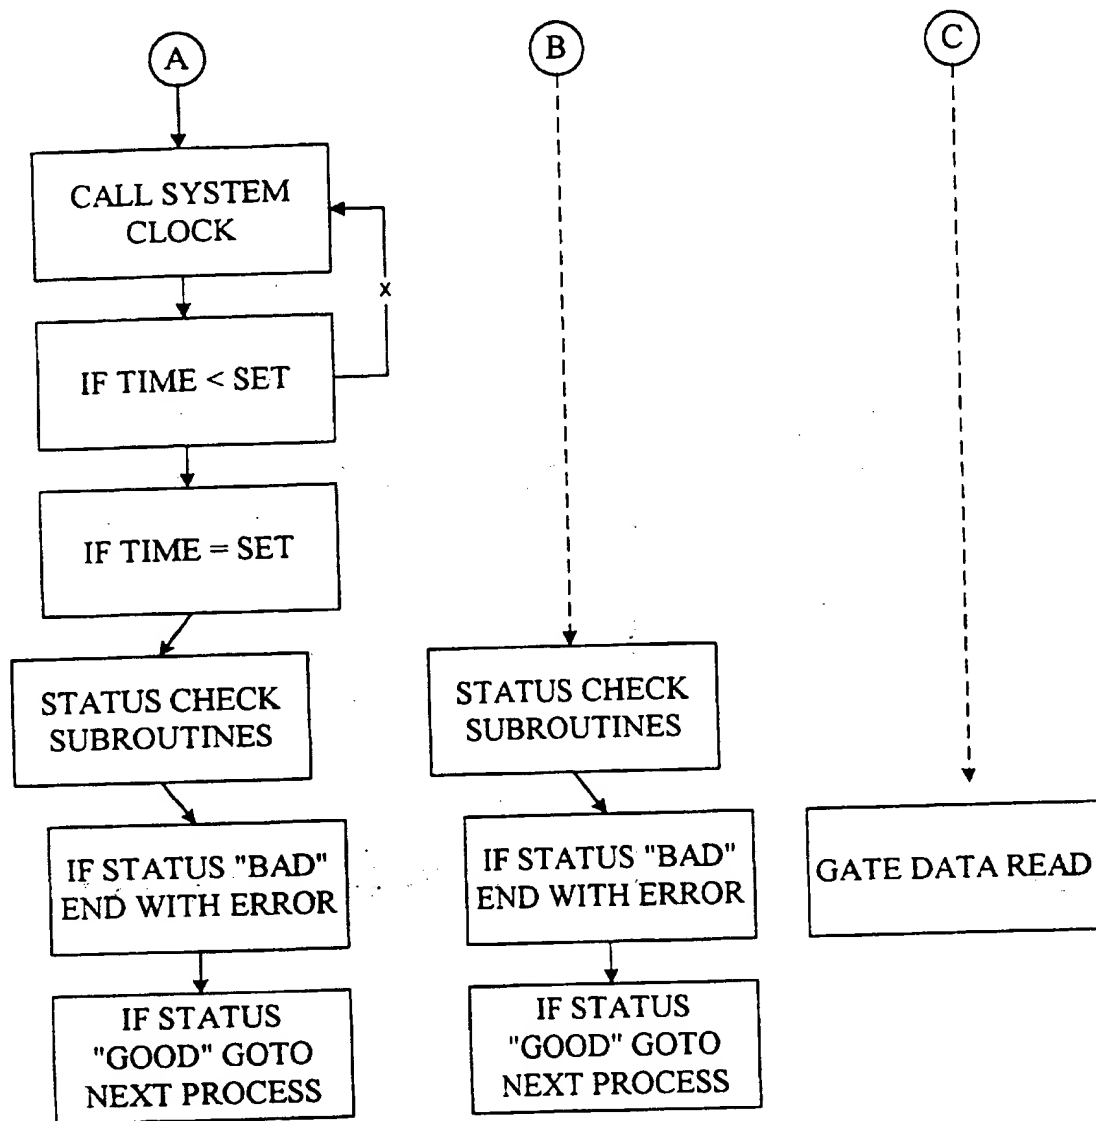 A
B
C
CALL SYSTEM
CLOCK
x
IF TIME < SET
IF TIME = SET
STATUS CHECK
SUBROUTINES
IF STATUS "BAD"
END WITH ERROR
IF STATUS
"GOOD" GOTO
NEXT PROCESS
STATUS CHECK
SUBROUTINES
IF STATUS "BAD"
END WITH ERROR
IF STATUS
"GOOD" GOTO
NEXT PROCESS
GATE DATA READ